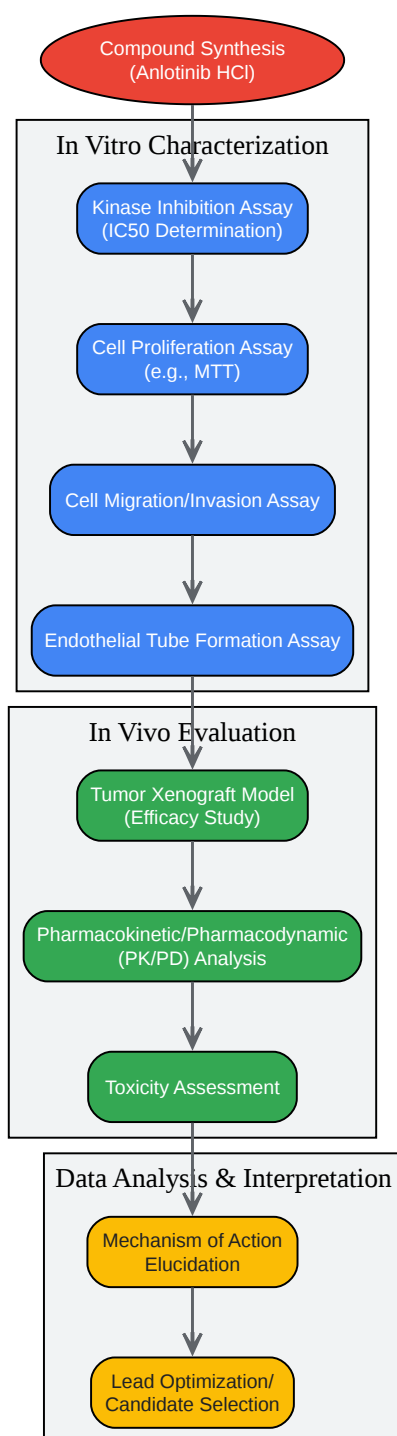 Compound Synthesis
(Anlotinib HCl)
In Vitro Characterization
Kinase Inhibition Assay
(IC50 Determination)
Cell Proliferation Assay
(e.g., MTT)
Cell Migration/Invasion Assay
Endothelial Tube Formation Assay
In Vivo Evaluation
Tumor Xenograft Model
(Efficacy Study)
Pharmacokinetic/Pharmacodynamic
(PK/PD) Analysis
Toxicity Assessment
Data Analysis & Interpretation
Mechanism of Action
Elucidation
Lead Optimization/
Candidate Selection